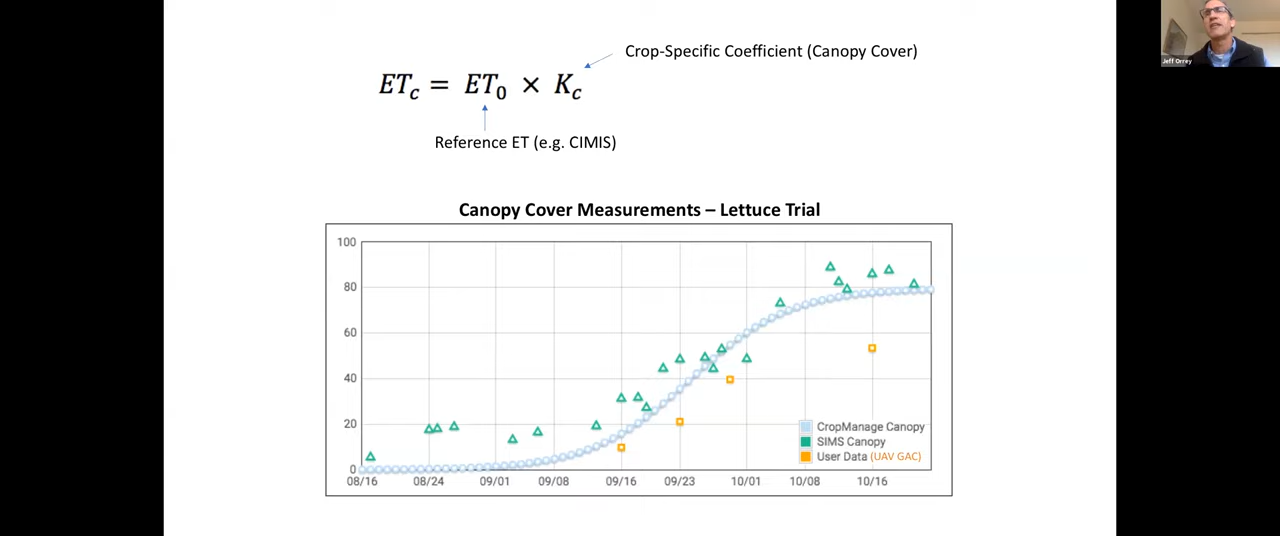 Crop-Specific Coefficient (Canopy Cover)
ETc = ET0 × Kc
Reference ET (e.g. CIMIS)
Jeff Orrey
Canopy Cover Measurements – Lettuce Trial
100
80
60
40
20
0
08/16 08/24 09/01 09/08 09/16 09/23 10/01 10/08 10/16
CropManage Canopy
SIMS Canopy
User Data (UAV GAC)